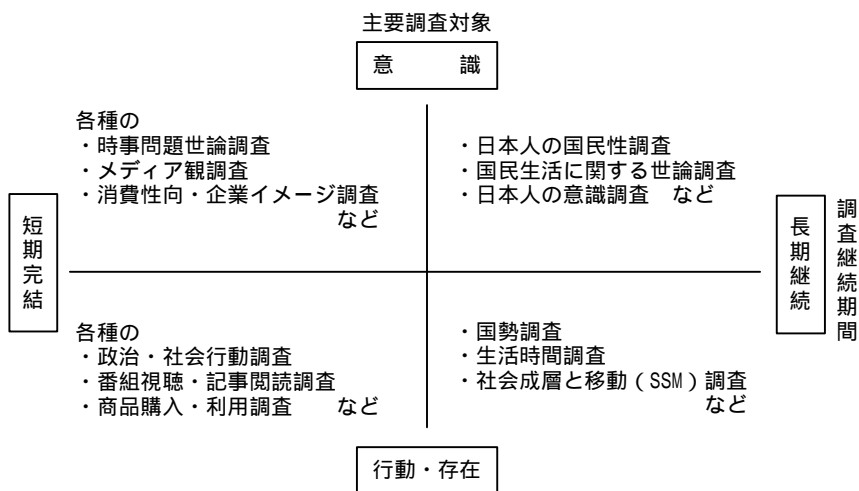 主要調査対象
意 識
各種の
・時事問題世論調査
・メディア観調査
・消費性向・企業イメージ調査
など
・日本人の国民性調査
・国民生活に関する世論調査
・日本人の意識調査 など
短期完結
長期継続
調査継続期間
各種の
・政治・社会行動調査
・番組視聴・記事閲読調査
・商品購入・利用調査 など
・国勢調査
・生活時間調査
・社会成層と移動(SSM)調査
など
行動・存在